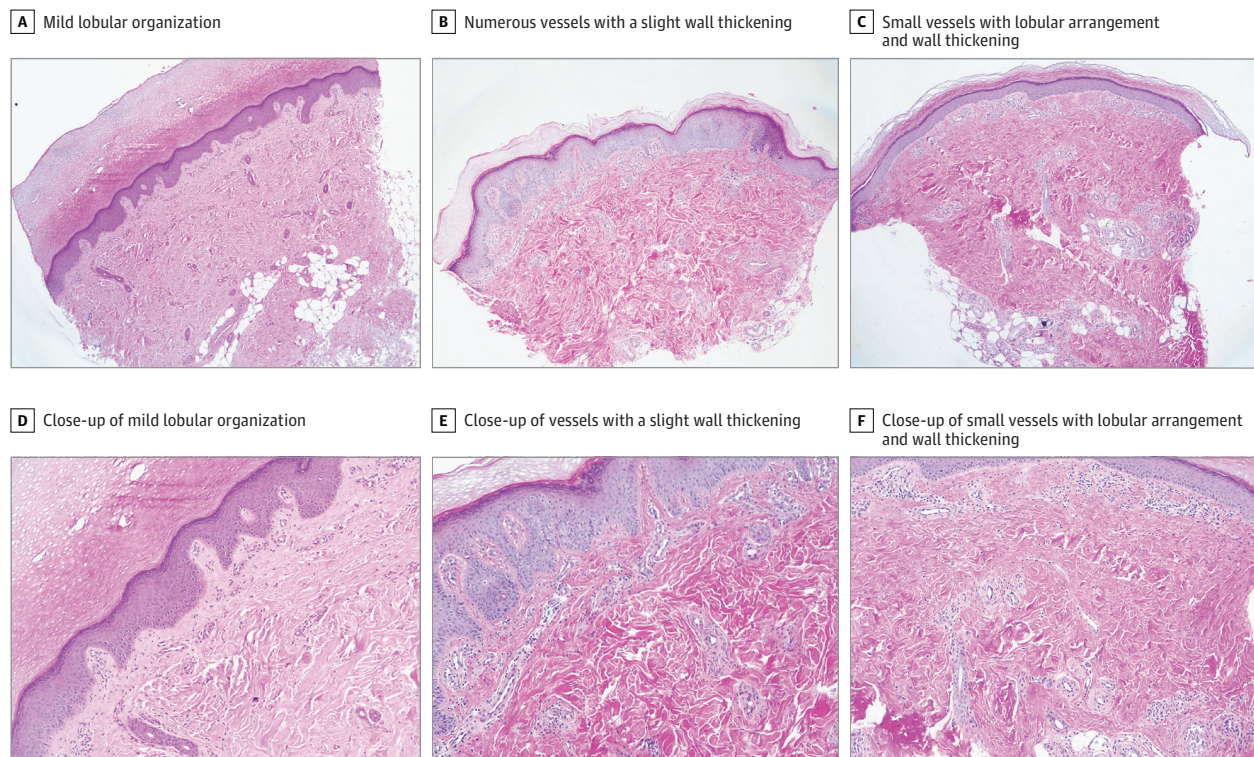 A Mild lobular organization
B Numerous vessels with a slight wall thickening
C Small vessels with lobular arrangement
and wall thickening
D Close-up of mild lobular organization
E Close-up of vessels with a slight wall thickening
F Close-up of small vessels with lobular arrangement
and wall thickening